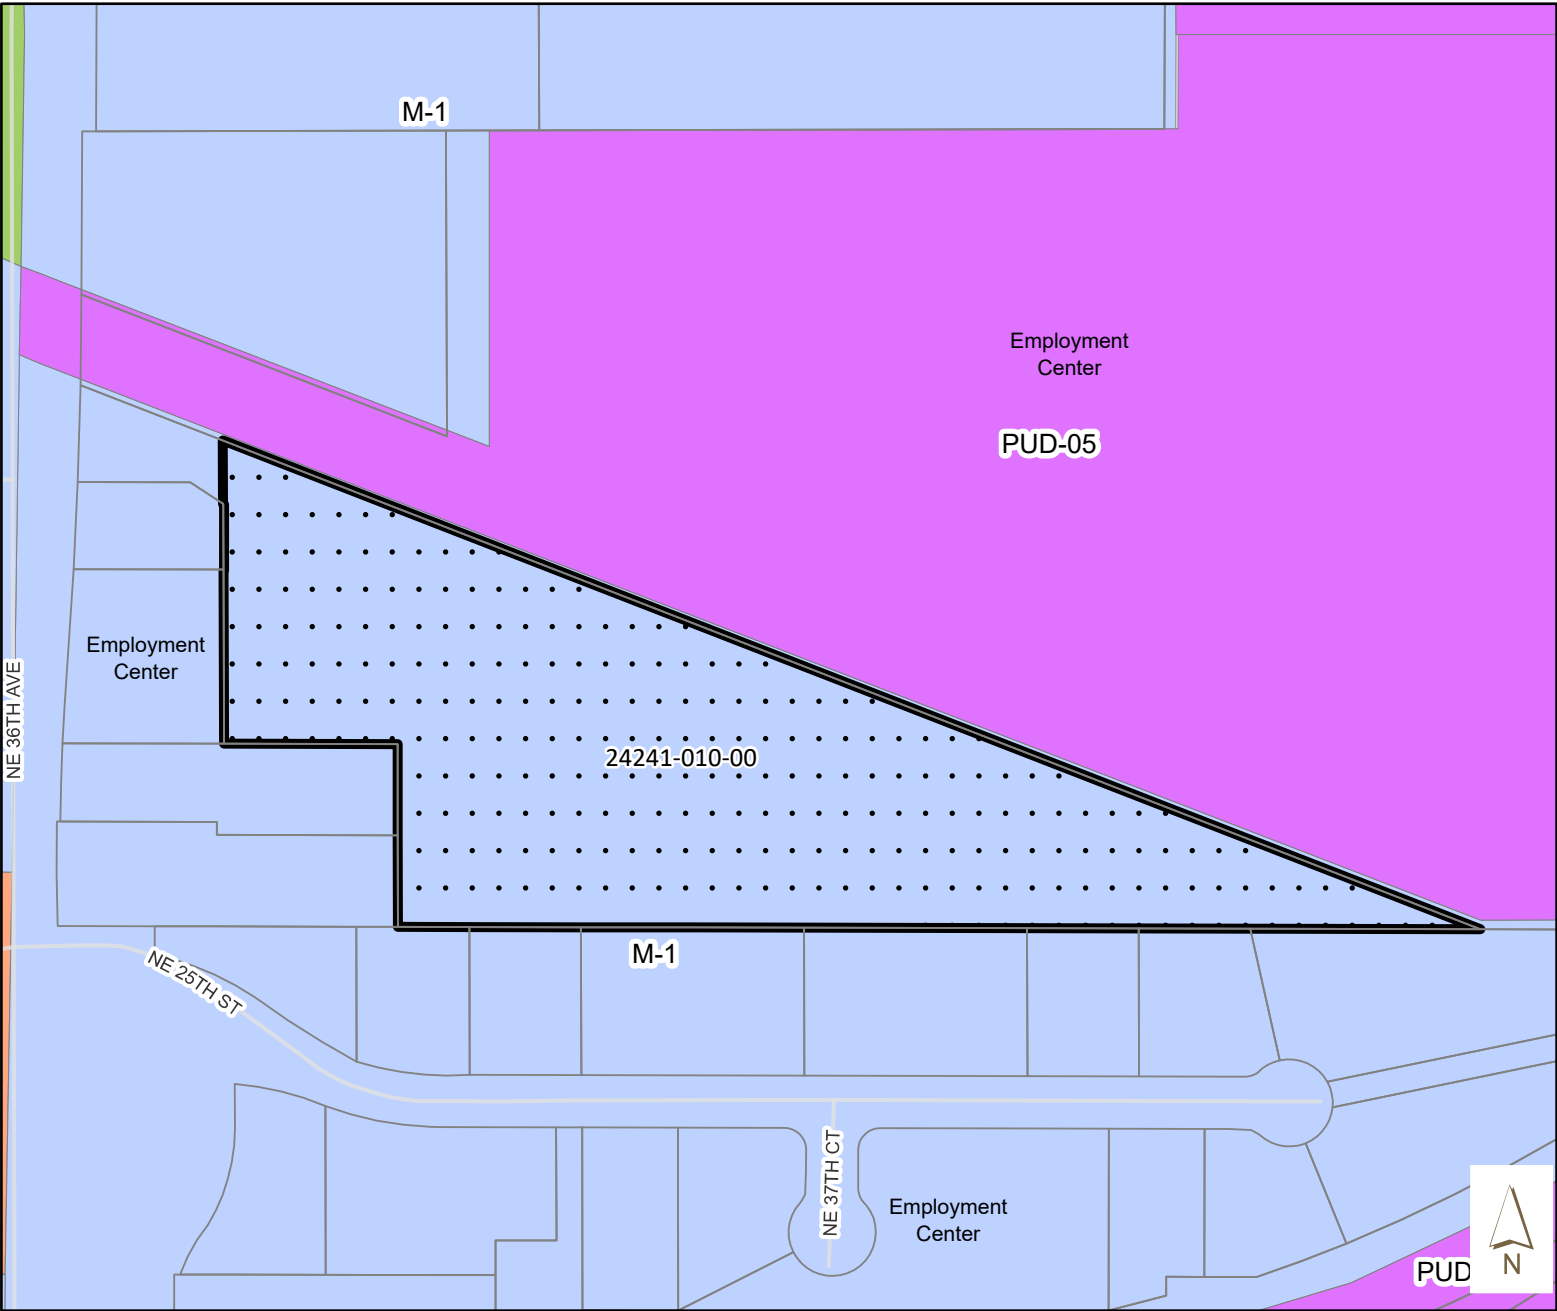 M-1
Employment
Center
PUD-05
Employment
Center
NE 36TH AVE
24241-010-00
M-1
NE 25TH ST
NE 37TH CT
Employment
Center
PUD
N